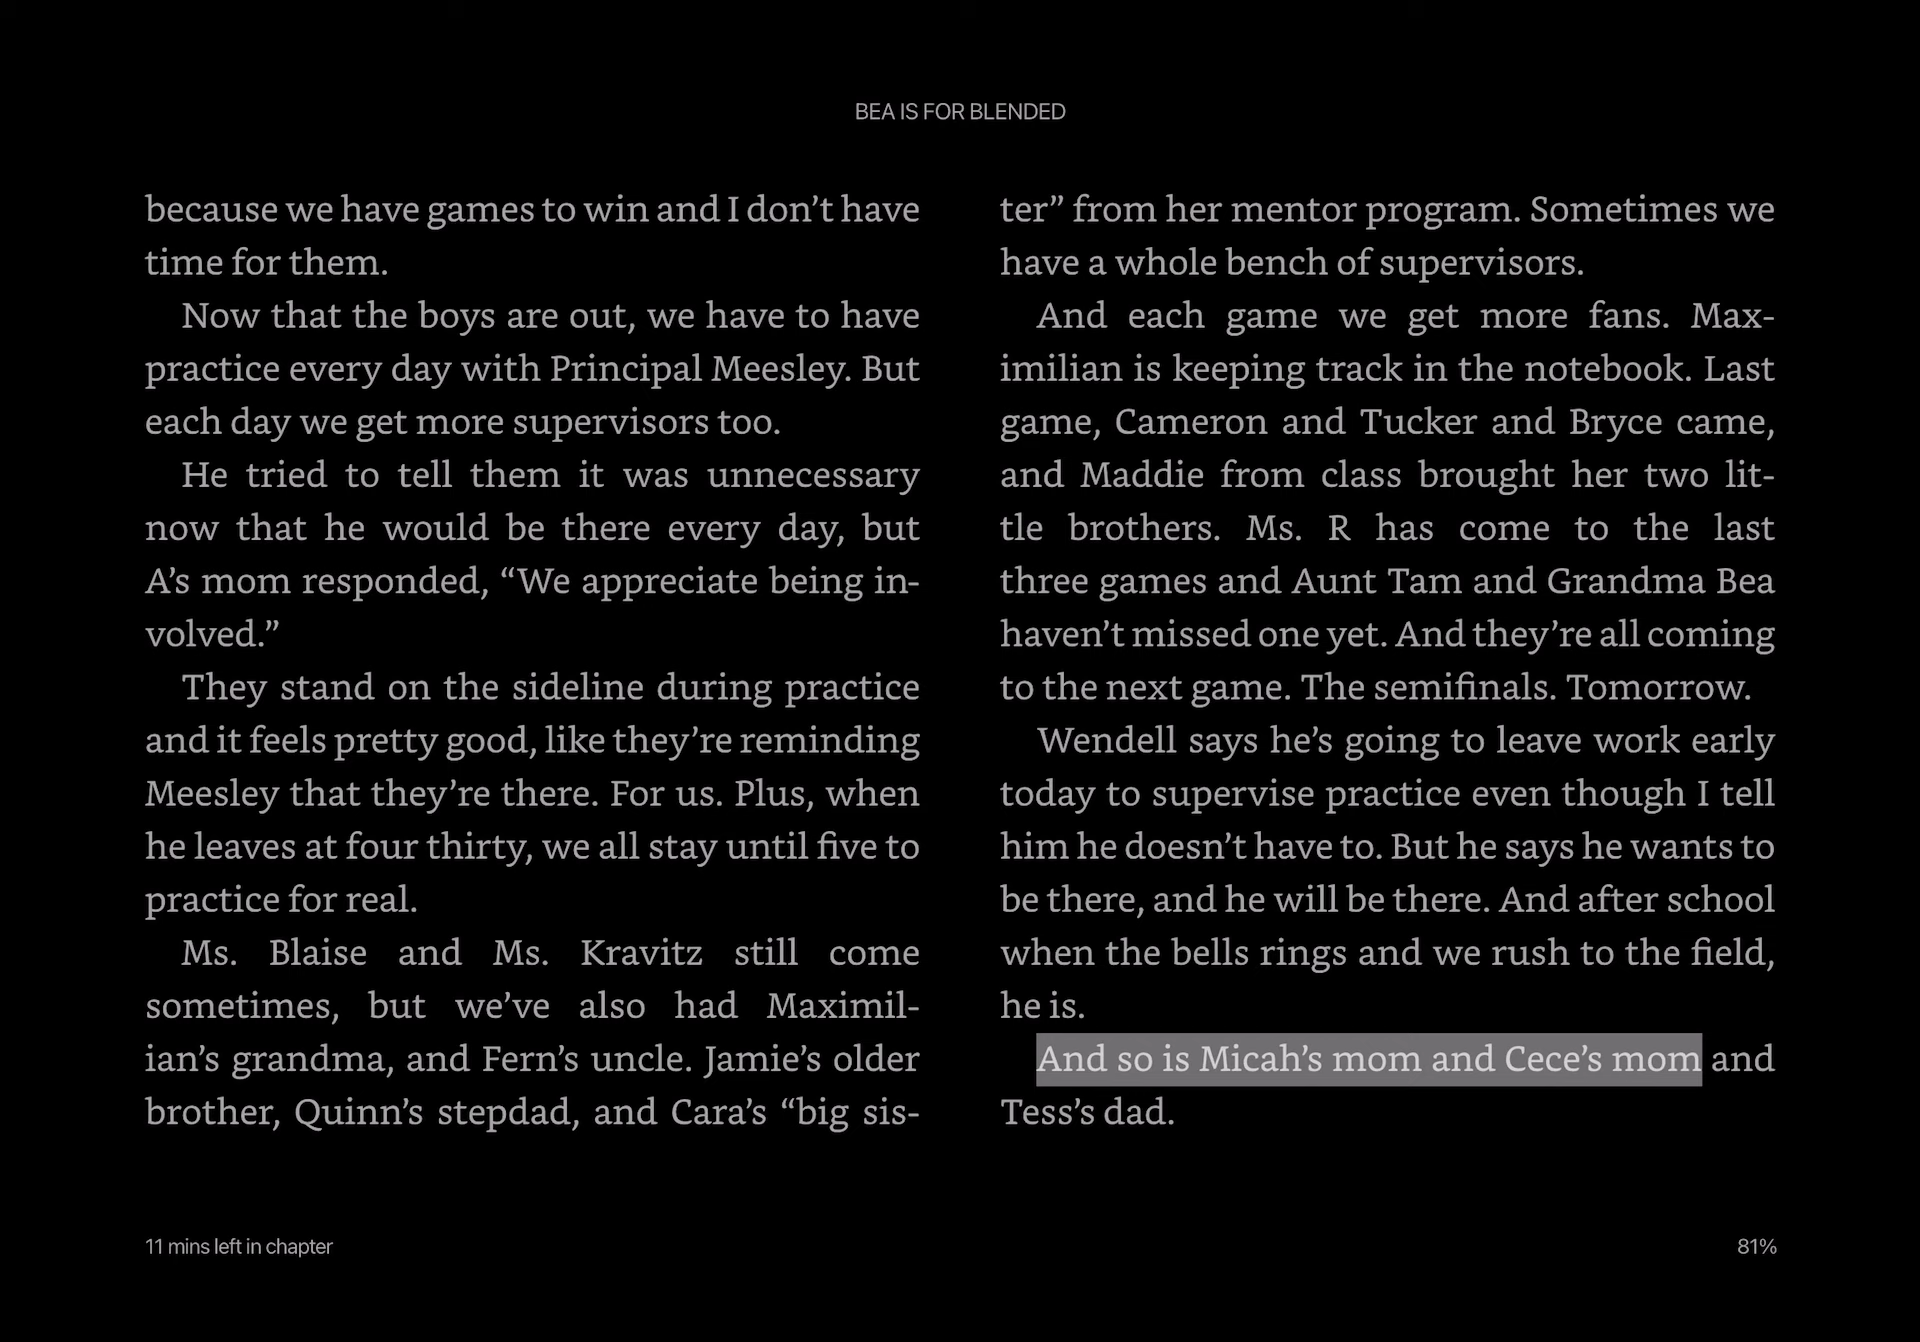 BEA IS FOR BLENDED
because we have games to win and I don’t have
time for them.
Now that the boys are out, we have to have
practice every day with Principal Meesley. But
each day we get more supervisors too.
He tried to tell them it was unnecessary
now that he would be there every day, but
A’s mom responded, “We appreciate being in-
volved.”
They stand on the sideline during practice
and it feels pretty good, like they’re reminding
Meesley that they’re there. For us. Plus, when
he leaves at four thirty, we all stay until five to
practice for real.
Ms. Blaise and Ms. Kravitz still come
sometimes, but we’ve also had Maximil-
ian’s grandma, and Fern’s uncle. Jamie’s older
brother, Quinn’s stepdad, and Cara’s “big sis-
ter” from her mentor program. Sometimes we
have a whole bench of supervisors.
And each game we get more fans. Max-
imilian is keeping track in the notebook. Last
game, Cameron and Tucker and Bryce came,
and Maddie from class brought her two lit-
tle brothers. Ms. R has come to the last
three games and Aunt Tam and Grandma Bea
haven’t missed one yet. And they’re all coming
to the next game. The semifinals. Tomorrow.
Wendell says he’s going to leave work early
today to supervise practice even though I tell
him he doesn’t have to. But he says he wants to
be there, and he will be there. And after school
when the bells rings and we rush to the field,
he is.
And so is Micah’s mom and Cece’s mom and
Tess’s dad.
11 mins left in chapter
81%